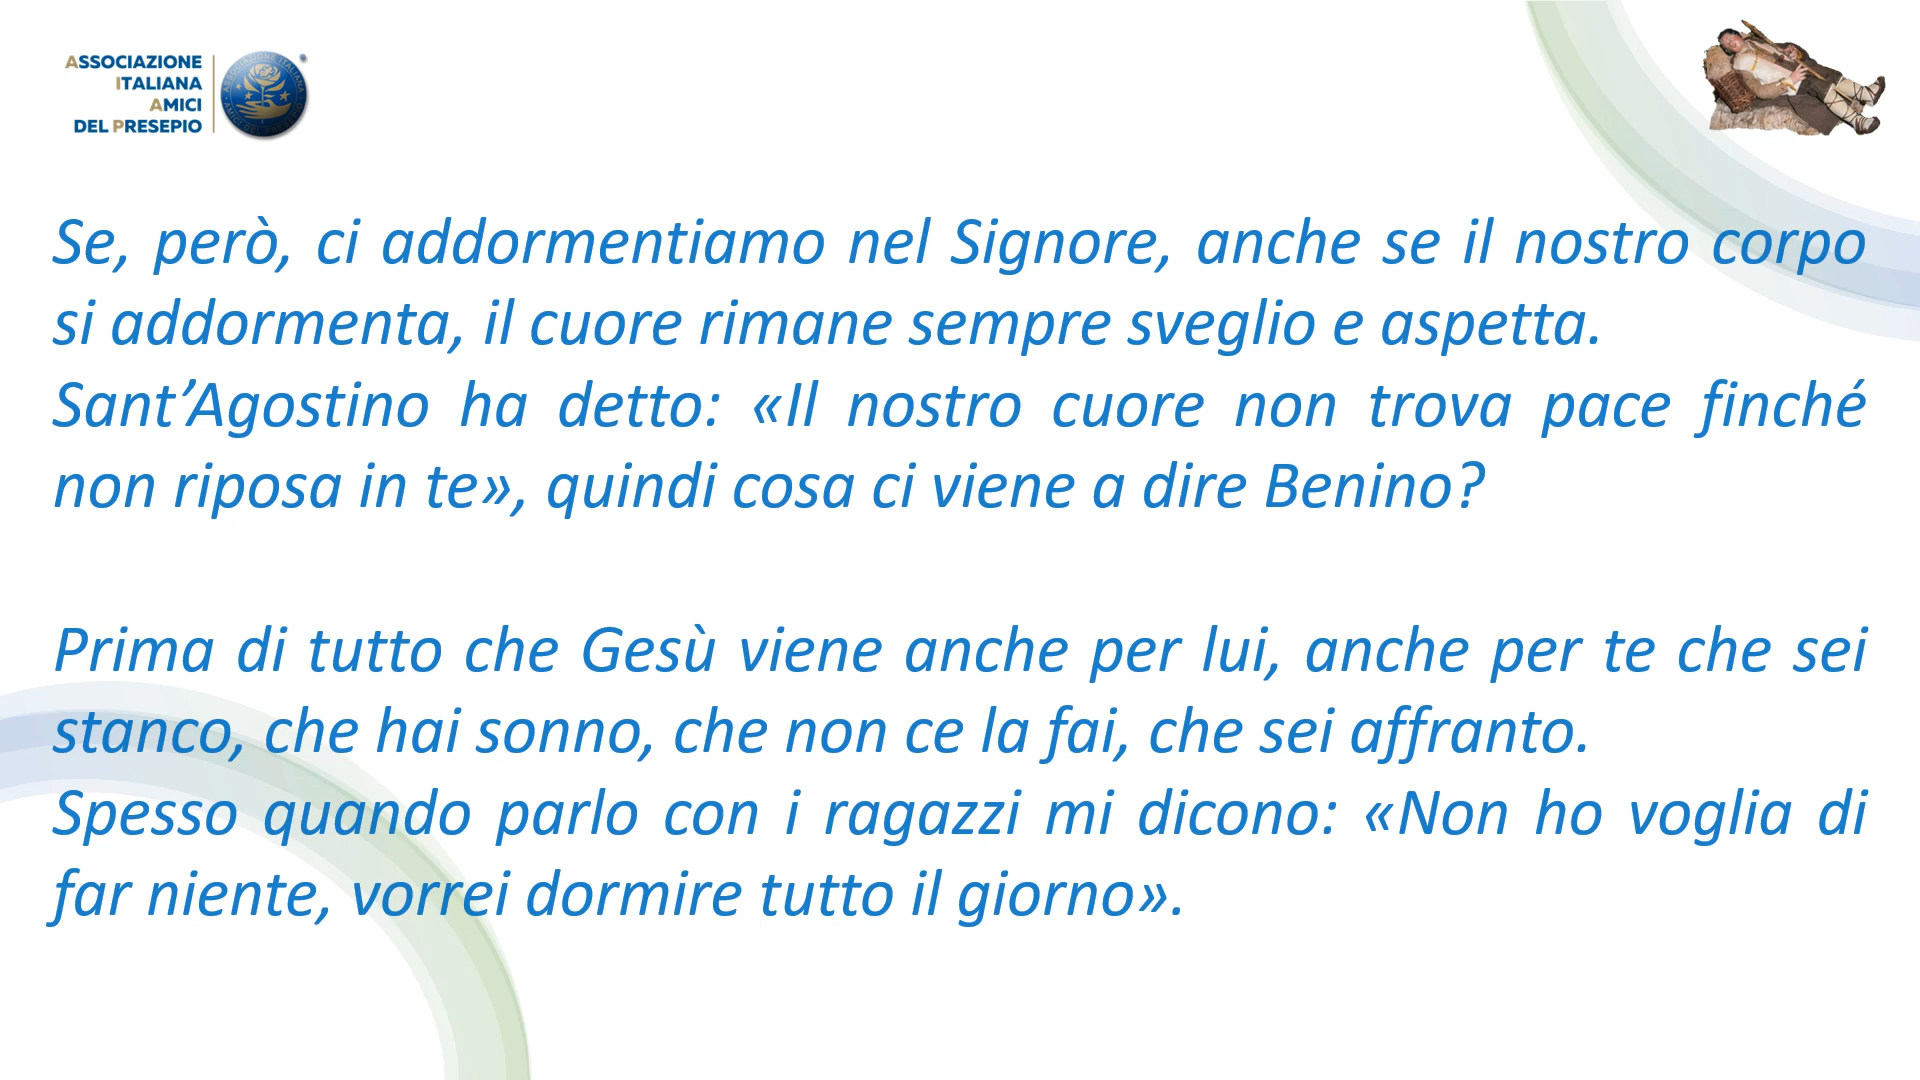 ASSOCIAZIONE
ITALIANA
AMICI
DEL PRESEPIO
Se, però, ci addormentiamo nel Signore, anche se il nostro corpo
si addormenta, il cuore rimane sempre sveglio e aspetta.
Sant’Agostino ha detto: «Il nostro cuore non trova pace finché
non riposa in te», quindi cosa ci viene a dire Benino?
Prima di tutto che Gesù viene anche per lui, anche per te che sei
stanco, che hai sonno, che non ce la fai, che sei affranto.
Spesso quando parlo con i ragazzi mi dicono: «Non ho voglia di
far niente, vorrei dormire tutto il giorno».